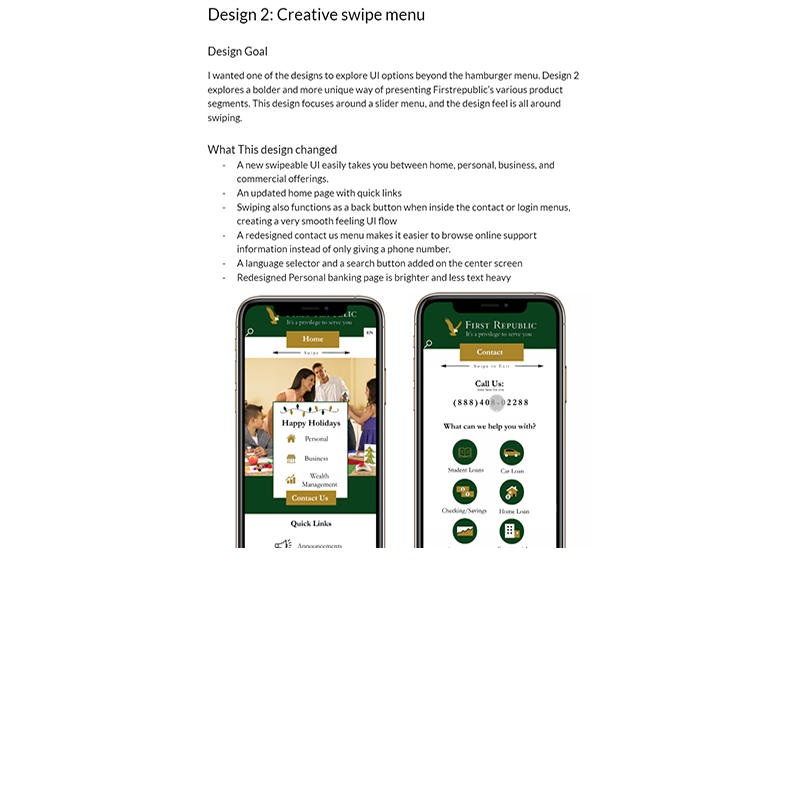 Design 2: Creative swipe menu
Design Goal
I wanted one of the designs to explore UI options beyond the hamburger menu. Design 2
explores a bolder and more unique way of presenting Firstrepublic's various product
segments. This design focuses around a slider menu, and the design feel is all around
swiping.
What This design changed
- A new swipeable UI easily takes you between home, personal, business, and
commercial offerings.
- An updated home page with quick links
- Swiping also functions as a back button when inside the contact or login menus,
creating a very smooth feeling UI flow
- A redesigned contact us menu makes it easier to browse online support
information instead of only giving a phone number.
- A language selector and a search button added on the center screen
- Redesigned Personal banking page is brighter and less text heavy
It's a privilege to serve you
EN
Home
Swipe
Happy Holidays
Personal
Business
Wealth
Management
Contact Us
Quick Links
Announcements
FIRST REPUBLIC
It's a privilege to serve you
Contact
Swipe to Exit
Call Us:
(888)408-02288
What can we help you with?
Student Loans
Car Loan
Checking/Savings
Home Loan